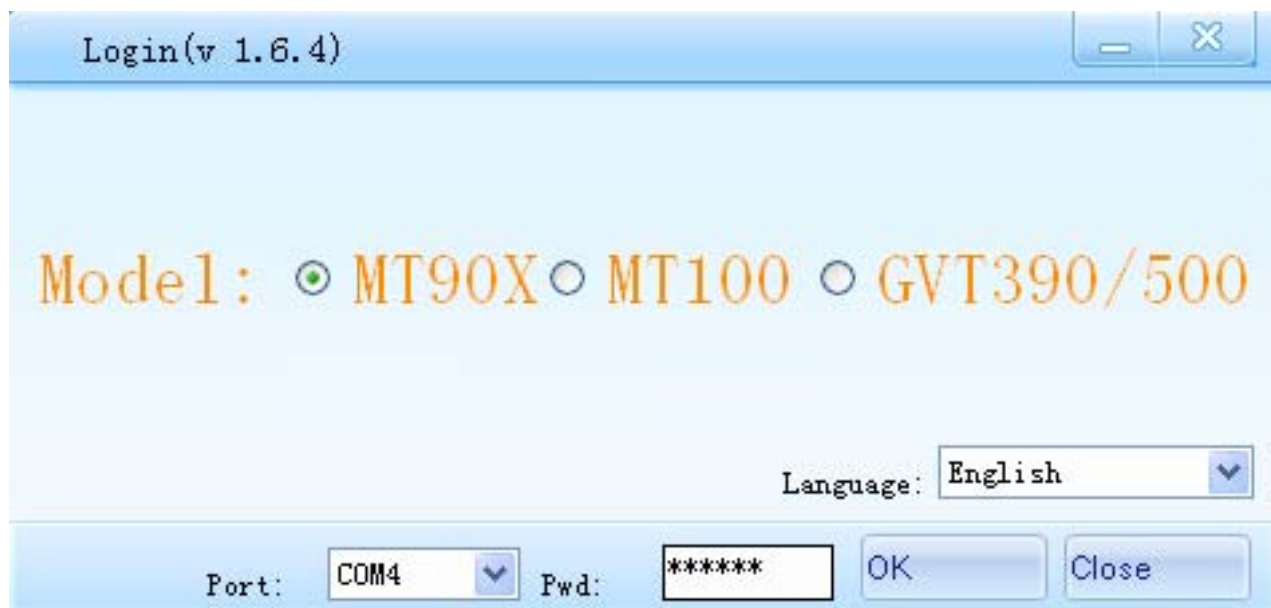 Login(v 1.6.4)
Model: MT90X MT100 GVT390/500
Language: English
Port: COM4 Pwd: ****** OK Close